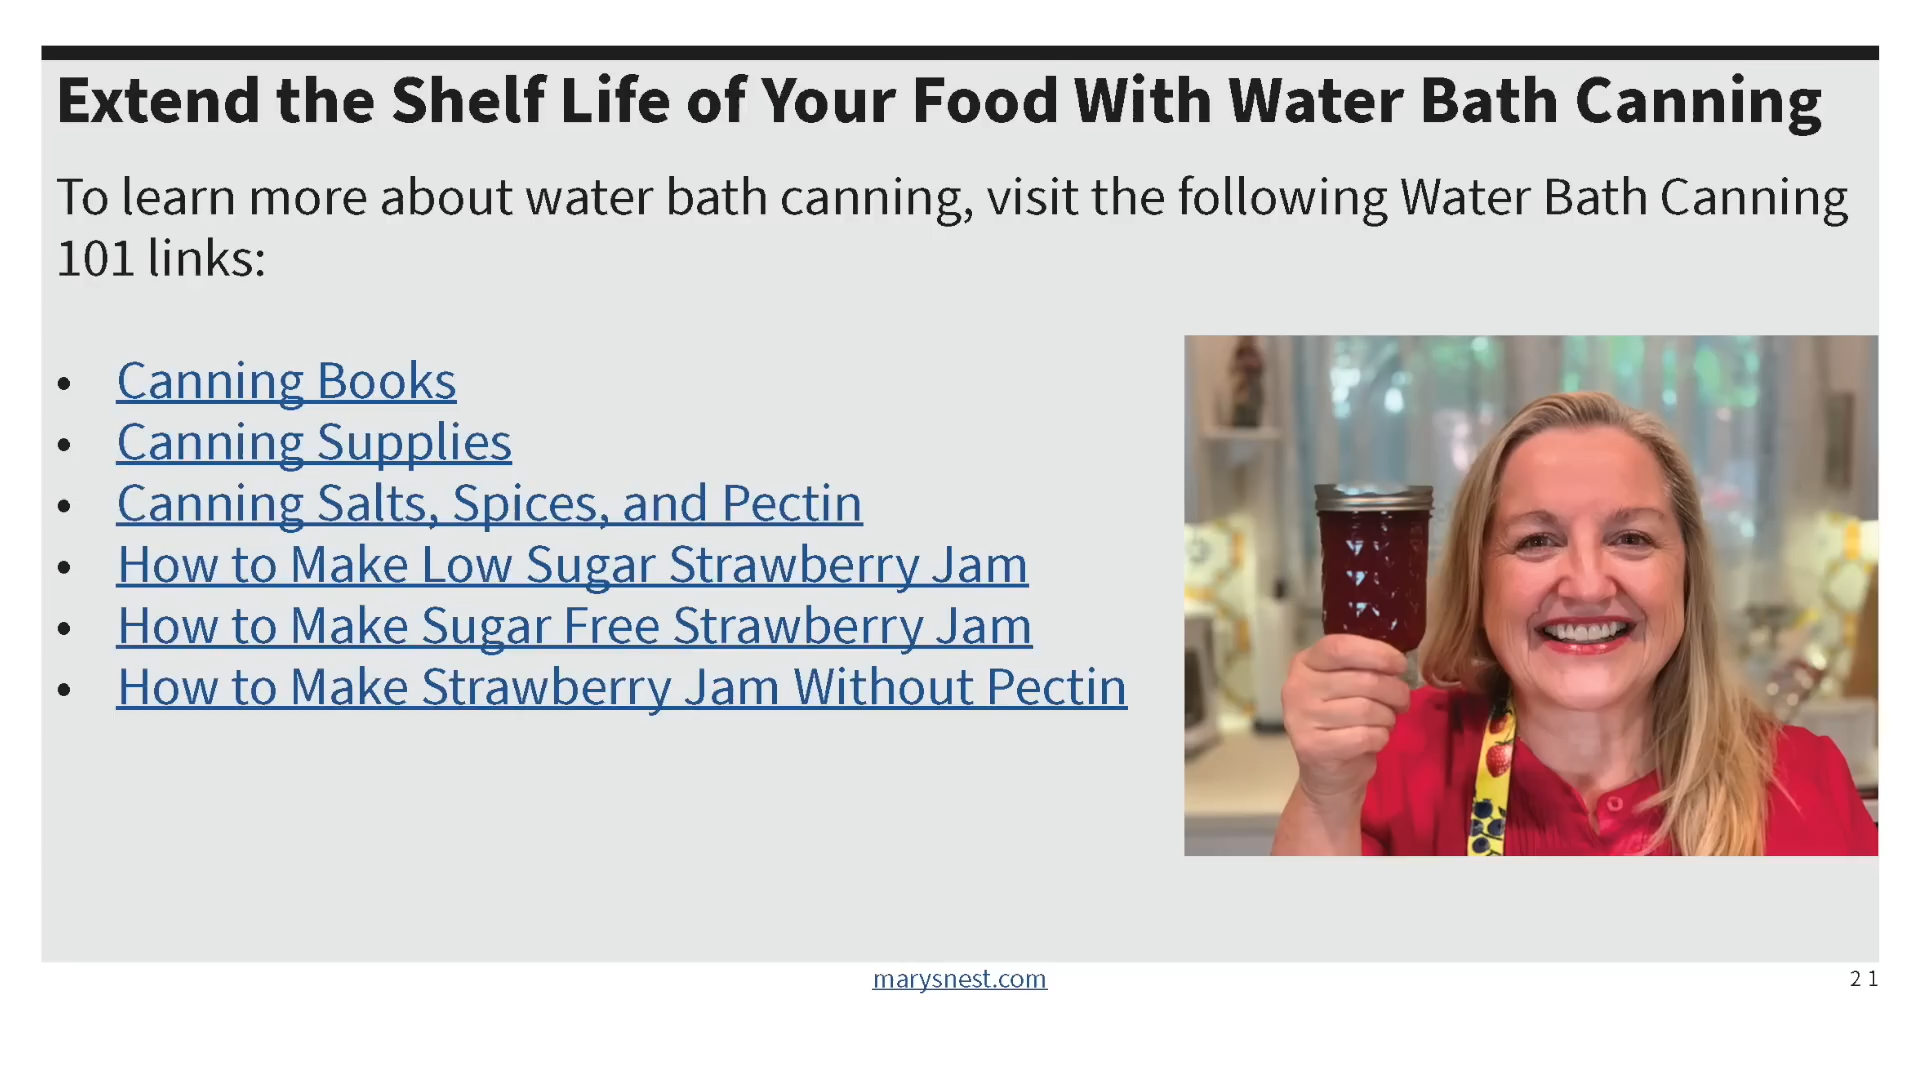 Extend the Shelf Life of Your Food With Water Bath Canning
To learn more about water bath canning, visit the following Water Bath Canning
101 links:
• Canning Books
• Canning Supplies
• Canning Salts, Spices, and Pectin
• How to Make Low Sugar Strawberry Jam
• How to Make Sugar Free Strawberry Jam
• How to Make Strawberry Jam Without Pectin
marysnest.com
21